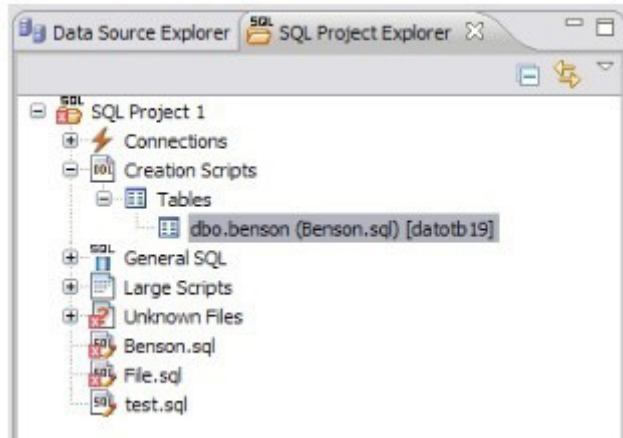 Data Source Explorer SQL Project Explorer
SQL Project 1
Connections
Creation Scripts
Tables
dbo.benson (Benson.sql) [datotb19]
General SQL
Large Scripts
Unknown Files
Benson.sql
File.sql
test.sql